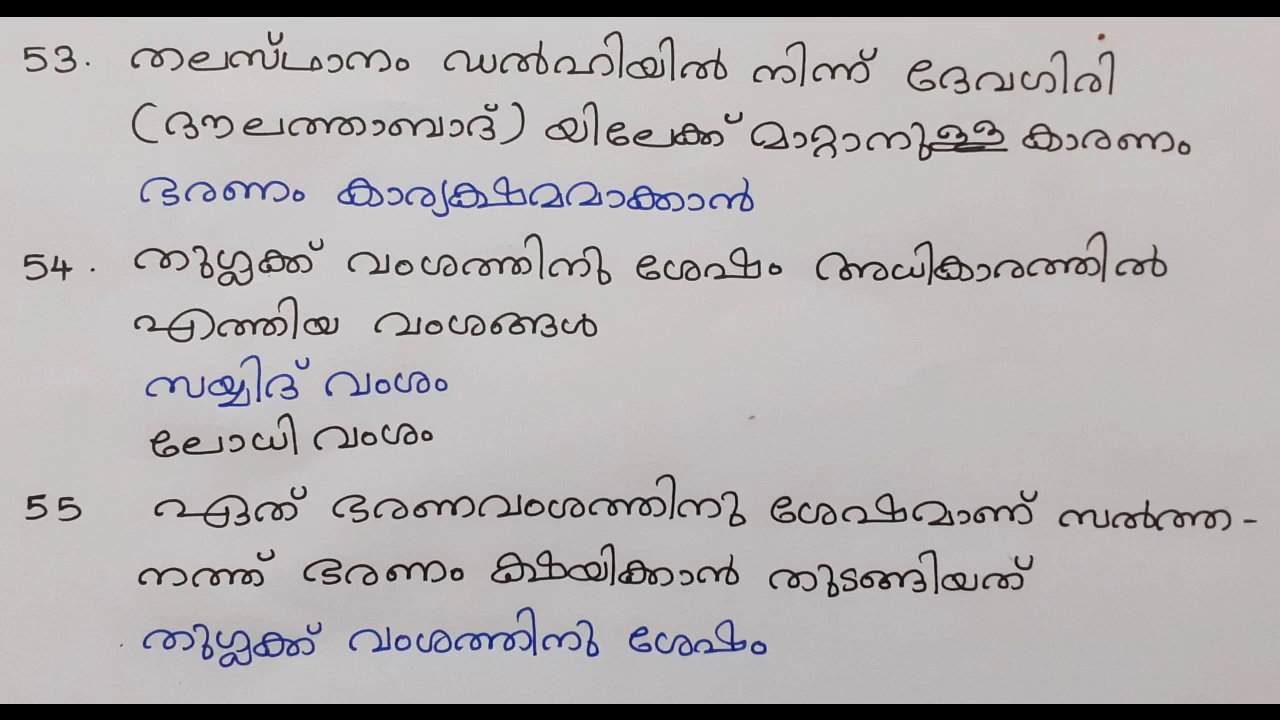 53. തലസ്ഥാനം ഡൽഹിയിൽ നിന്ന് ദേവഗിരി
(ദൗലത്താബാദ്) യിലേക്ക് മാറ്റാനുള്ള കാരണം
ഭരണം കാര്യക്ഷമമാക്കാൻ
54. തുഗ്ലക്ക് വംശത്തിനു ശേഷം അധികാരത്തിൽ
എത്തിയ വംശങ്ങൾ
സയ്യിദ് വംശം
ലോധി വംശം
55 ഏത് ഭരണവംശത്തിനു ശേഷമാണ് സൽത്ത-
നത്ത് ഭരണം ക്ഷയിക്കാൻ തുടങ്ങിയത്
തുഗ്ലക്ക് വംശത്തിനു ശേഷം